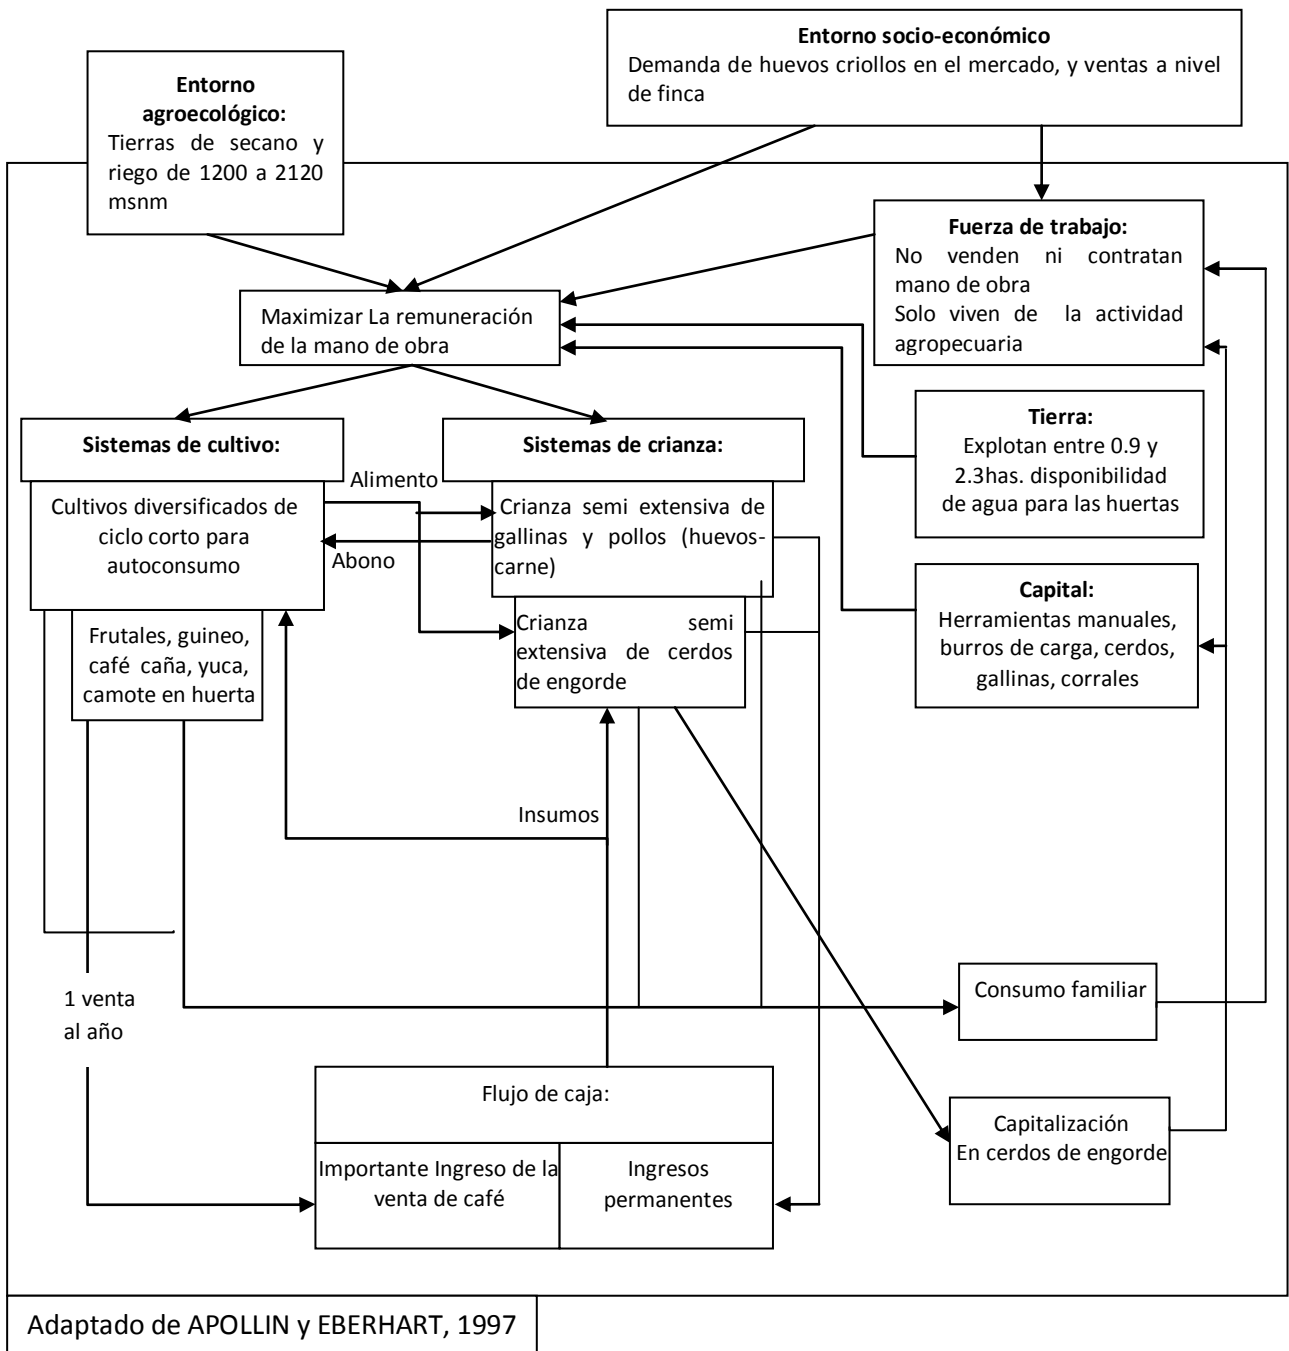 Entorno socio-económico
Demanda de huevos criollos en el mercado, y ventas a nivel
de finca
Entorno
agroecológico:
Tierras de secano y
riego de 1200 a 2120
msnm
Fuerza de trabajo:
No venden ni contratan
mano de obra
Solo viven de la actividad
agropecuaria
Maximizar La remuneración
de la mano de obra
Tierra:
Explotan entre 0.9 y
2.3has. disponibilidad
de agua para las huertas
Sistemas de cultivo:
Sistemas de crianza:
Alimento
Cultivos diversificados de
ciclo corto para
autoconsumo
Crianza semi extensiva de
gallinas y pollos (huevos-
carne)
Abono
Capital:
Herramientas manuales,
burros de carga, cerdos,
gallinas, corrales
Frutales, guineo,
café caña, yuca,
camote en huerta
Crianza semi
extensiva de cerdos
de engorde
Insumos
1 venta
al año
Consumo familiar
Flujo de caja:
Importante Ingreso de la
venta de café
Ingresos
permanentes
Capitalización
En cerdos de engorde
Adaptado de APOLLIN y EBERHART, 1997